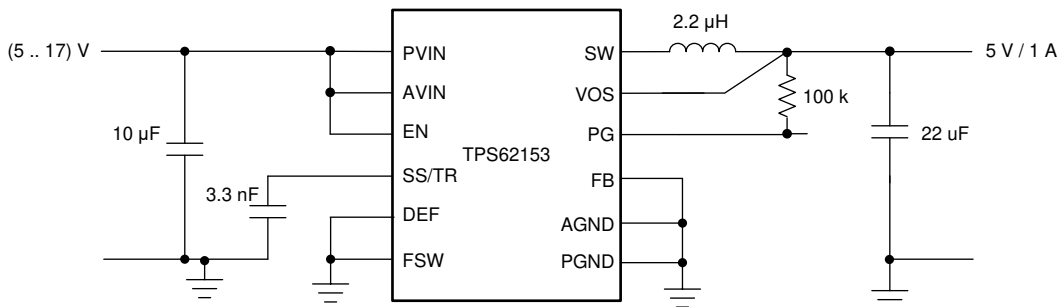 2.2 µH
(5 .. 17) V
PVIN
SW
5 V / 1 A
AVIN
VOS
100 k
10 µF
EN
PG
22 uF
TPS62153
SS/TR
FB
3.3 nF
DEF
AGND
FSW
PGND